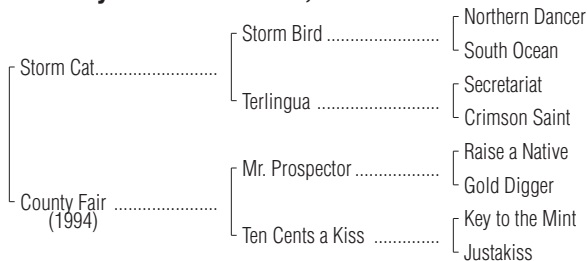 Northern Dancer
Storm Bird ....................
South Ocean
Storm Cat......................
Secretariat
Terlingua ......................
Crimson Saint
Raise a Native
Mr. Prospector ...............
Gold Digger
County Fair ..................
(1994)
Key to the Mint
Ten Cents a Kiss ............
Justakiss